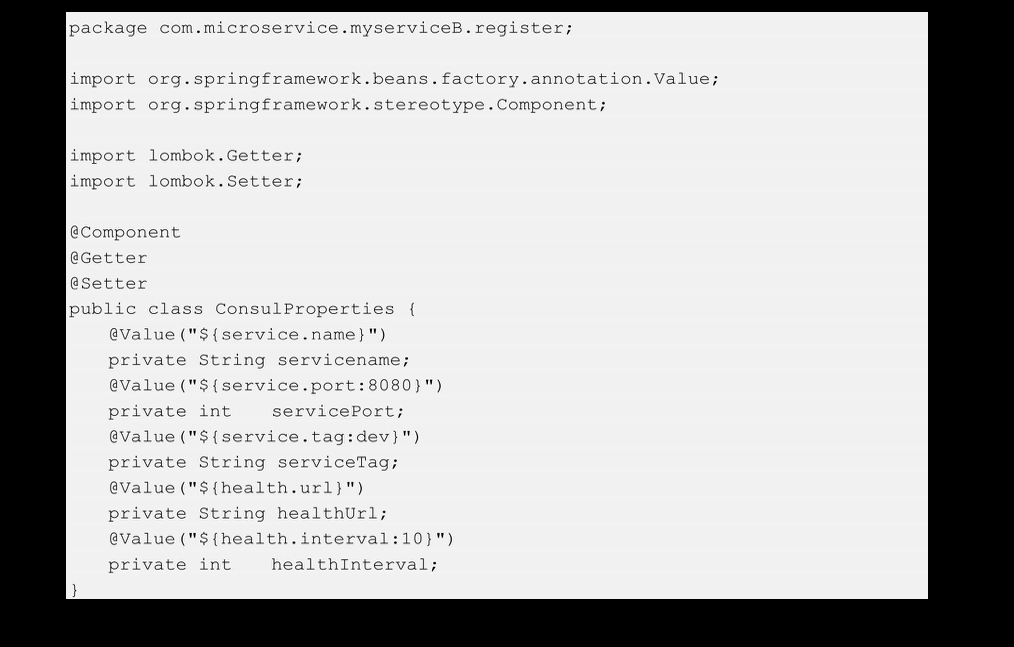 package com.microservice.myserviceB.register;
import org.springframework.beans.factory.annotation.Value;
import org.springframework.stereotype.Component;
import lombok.Getter;
import lombok.Setter;
@Component
@Getter
@Setter
public class ConsulProperties {
@Value("${service.name}")
private String servicename;
@Value("${service.port:8080}")
private int servicePort;
@Value("${service.tag:dev}")
private String serviceTag;
@Value("${health.url}")
private String healthUrl;
@Value("${health.interval:10}")
private int healthInterval;
}